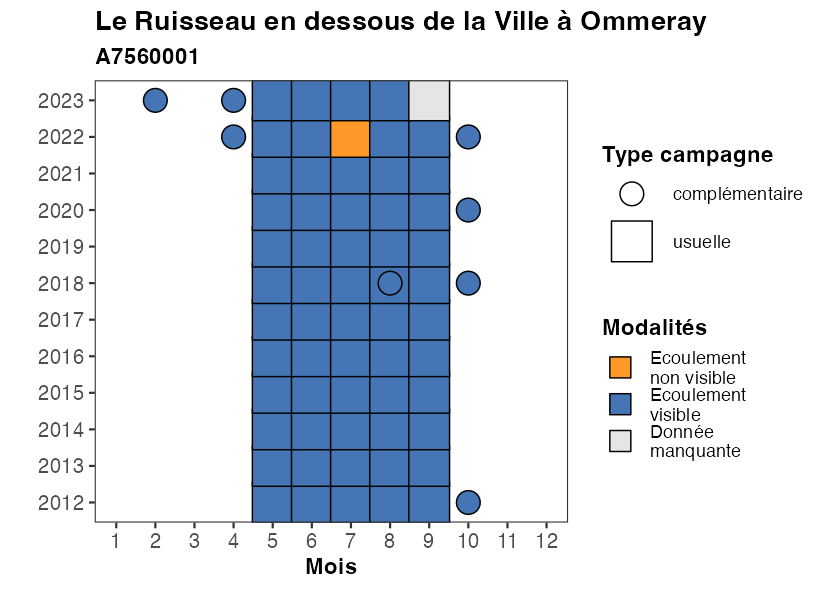 Le Ruisseau en dessous de la Ville à Ommeray
A7560001
2023
2022
2021
2020
2019
2018
2017
2016
2015
2014
2013
2012
1 2 3 4 5 6 7 8 9 10 11 12
Mois
Type campagne
complémentaire
usuelle
Modalités
Ecoulement
non visible
Ecoulement
visible
Donnée
manquante